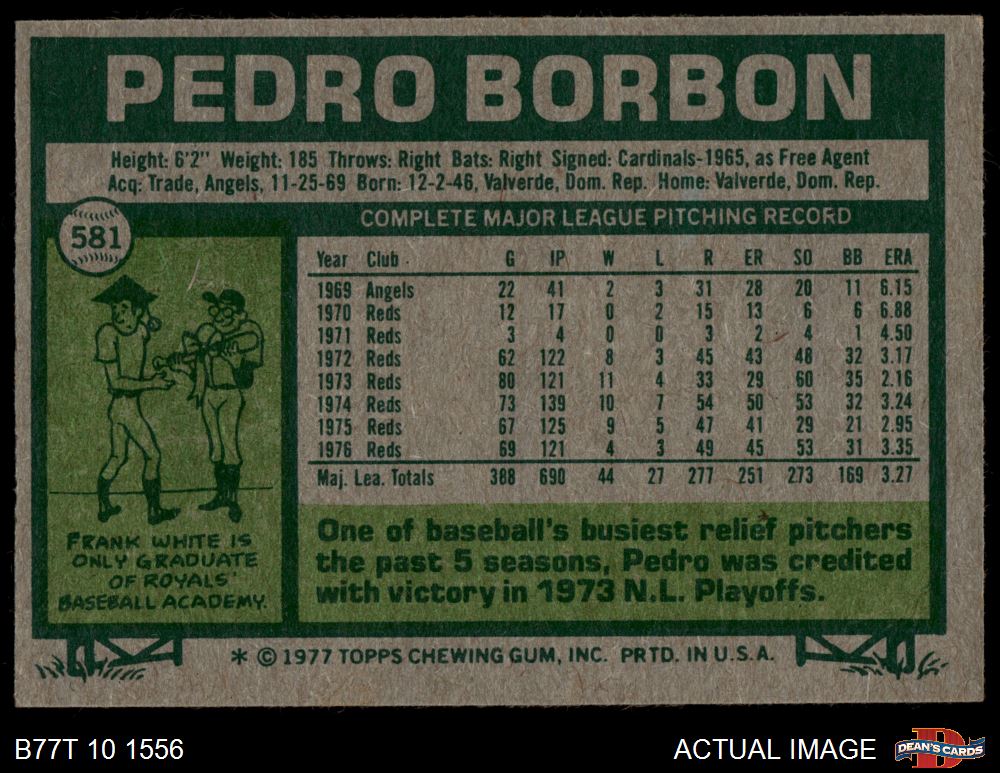 PEDRO BORBON
Height: 6'2" Weight: 185 Throws: Right Bats: Right Signed: Cardinals-1965, as Free Agent
Acq: Trade, Angels, 11-25-69 Born: 12-2-46, Valverde, Dom. Rep. Home: Valverde, Dom. Rep.
581
COMPLETE MAJOR LEAGUE PITCHING RECORD
Year Club G IP W L R ER SO BB ERA
1969 Angels 22 41 2 3 31 28 20 11 6.15
1970 Reds 12 17 0 2 15 13 6 6 6.88
1971 Reds 3 4 0 0 3 2 4 1 4.50
1972 Reds 62 122 8 3 45 43 48 32 3.17
1973 Reds 80 121 11 4 33 29 60 35 2.16
1974 Reds 73 139 10 7 54 50 53 32 3.24
1975 Reds 67 125 9 5 47 41 29 21 2.95
1976 Reds 69 121 4 3 49 45 53 31 3.35
Maj. Lea. Totals 388 690 44 27 277 251 273 169 3.27
FRANK WHITE IS
ONLY GRADUATE
OF ROYALS'
BASEBALL ACADEMY.
One of baseball's busiest relief pitchers
the past 5 seasons, Pedro was credited
with victory in 1973 N.L. Playoffs.
* © 1977 TOPPS CHEWING GUM, INC. PRTD. IN U.S.A.
B77T 10 1556
ACTUAL IMAGE
D
DEAN'S CARDS